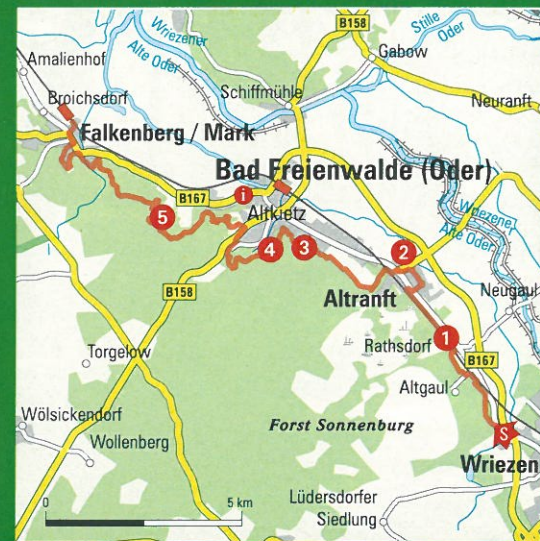 B158
Stille
Oder
Wriezener
Alte Oder
Gabow
Amalienhof
Schiffmühle
Broichsdorf
Neuranft
Falkenberg / Mark
Bad Freienwalde (Oder)
B167
i
Altkietz
Wriezener
Alte Oder
5
4
3
2
B158
Altranft
Neugaul
1
Rathsdorf
B167
Torgelow
Altgaul
Wölsickendorf
Forst Sonnenburg
S
Wollenberg
Wriezen
0
5 km
Lüdersdorfer
Siedlung